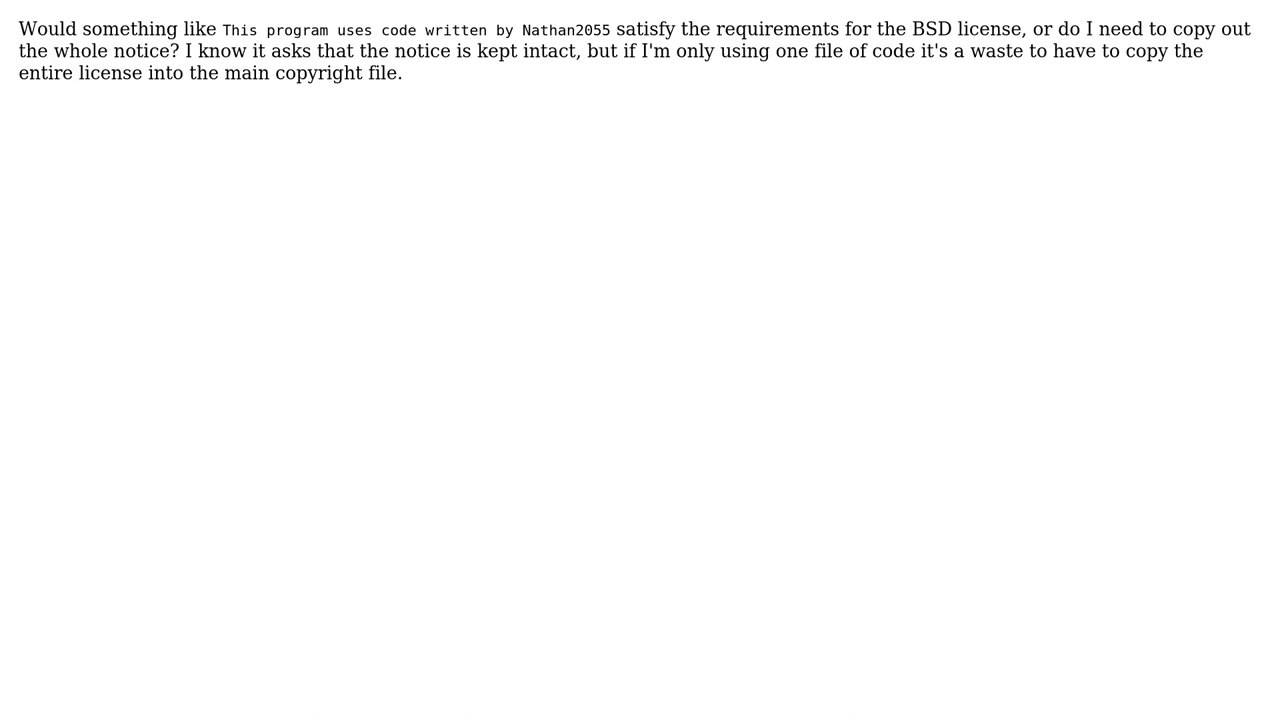 Would something like This program uses code written by Nathan2055 satisfy the requirements for the BSD license, or do I need to copy out
the whole notice? I know it asks that the notice is kept intact, but if I'm only using one file of code it's a waste to have to copy the
entire license into the main copyright file.